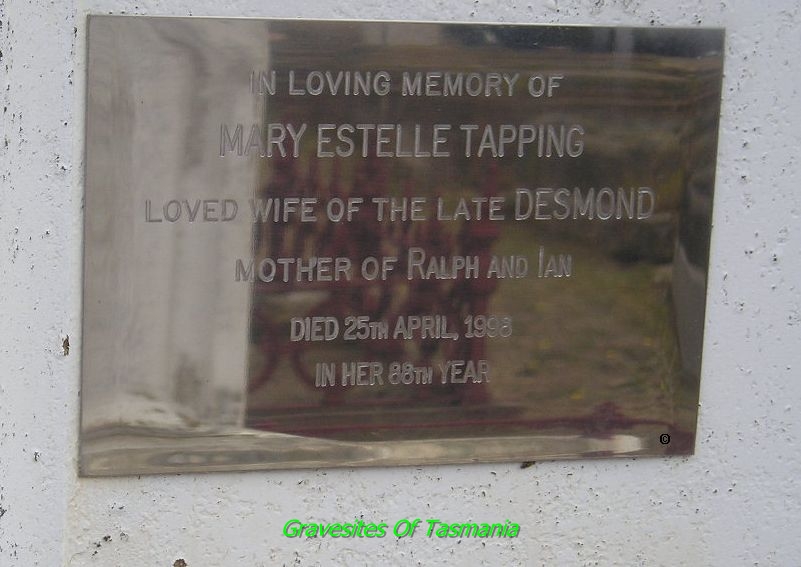 IN LOVING MEMORY OF
MARY ESTELLE TAPPING
LOVED WIFE OF THE LATE DESMOND
MOTHER OF RALPH AND IAN
DIED 25TH APRIL, 1998
IN HER 88TH YEAR
©
Gravesites Of Tasmania